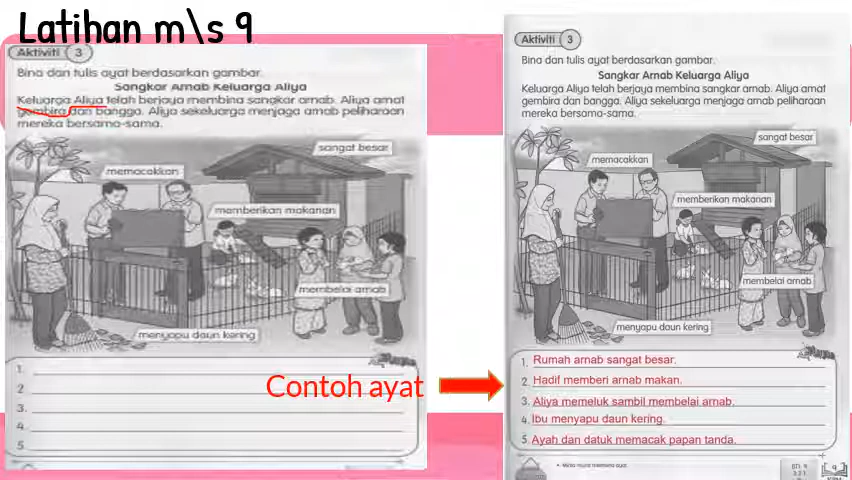 Latihan m\s 9
Aktiviti 3
Bina dan tulis ayat berdasarkan gambar.
Sangkar Arnab Keluarga Aliya
Keluarga Aliya telah berjaya membina sangkar arnab. Aliya amat
gembira dan bangga. Aliya sekeluarga menjaga arnab peliharaan
mereka bersama-sama.
sangat besar
memacakkan
memberikan makanan
membelai arnab
menyapu daun kering
1.
2.
3.
4.
5.
Contoh ayat
Aktiviti 3
Bina dan tulis ayat berdasarkan gambar.
Sangkar Arnab Keluarga Aliya
Keluarga Aliya telah berjaya membina sangkar arnab. Aliya amat
gembira dan bangga. Aliya sekeluarga menjaga arnab peliharaan
mereka bersama-sama.
sangat besar
memacakkan
memberikan makanan
membelai arnab
menyapu daun kering
1. Rumah arnab sangat besar.
2. Hadif memberi arnab makan.
3. Aliya memeluk sambil membelai arnab.
4. Ibu menyapu daun kering.
5. Ayah dan datuk memacak papan tanda.
9